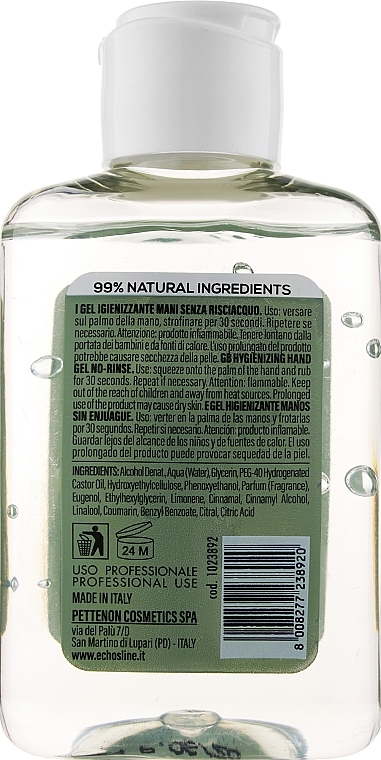 99% NATURAL INGREDIENTS
I GEL IGIENIZZANTE MANI SENZA RISCIACQUO. Uso: versare
sul palmo della mano, strofinare per 30 secondi. Ripetere se
necessario. Attenzione: prodotto infiammabile. Tenere lontano dalla
portata dei bambini e da fonti di calore. L'uso prolungato del prodotto
potrebbe causare secchezza della pelle. GB HYGIENIZING HAND
GEL NO-RINSE. Use: squeeze onto the palm of the hand and rub
for 30 seconds. Repeat if necessary. Attention: flammable. Keep
out the reach of children and away from heat sources. Prolonged
use of the product may cause dry skin. E GEL HIGIENIZANTE MAÑOS
SIN ENJUAGUE. Uso: verter en la palma de las manos y frotarlas
por 30 segundos. Repetir si necesario. Atención: producto inflamable.
Guardar lejos del alcance de los niños y de fuentes de calor. El uso
prolongado del producto puede causar sequedad de la piel.
INGREDIENTS: Alcohol Denat., Aqua (Water), Glycerin, PEG-40 Hydrogenated
Castor Oil, Hydroxyethylcellulose, Phenoxyethanol, Parfum (Fragrance),
Eugenol, Ethylhexylglycerin, Limonene, Cinnamal, Cinnamyl Alcohol,
Linalool, Coumarin, Benzyl Benzoate, Citral, Citric Acid
24 M
USO PROFESSIONALE
PROFESSIONAL USE
MADE IN ITALY
PETTENON COSMETICS SPA
via del Palù 7/D
San Martino di Lupari (PD) - ITALY
www.echosline.it
cod. 1023892
8 008277 238920